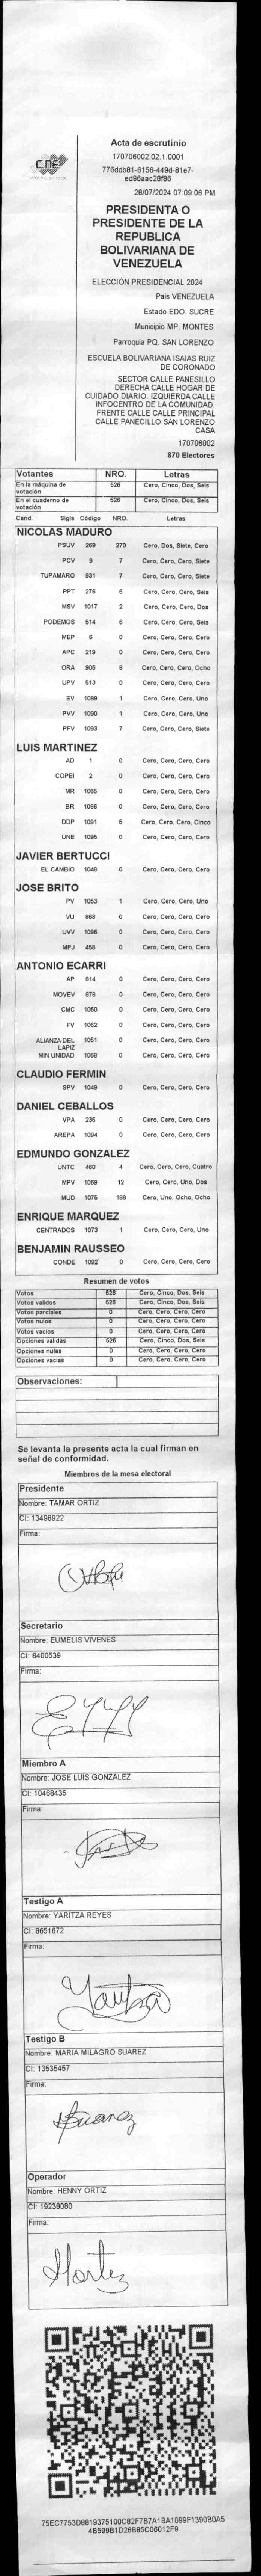 CNE
Acta de escrutinio
170706002.02.1.0001
776ddb81-6156-449d-81e7-
ed96aac28f86
28/07/2024 07:09:06 PM
PRESIDENTA O
PRESIDENTE DE LA
REPUBLICA
BOLIVARIANA DE
VENEZUELA
ELECCIÓN PRESIDENCIAL 2024
País VENEZUELA
Estado EDO. SUCRE
Municipio MP. MONTES
Parroquia PQ. SAN LORENZO
ESCUELA BOLIVARIANA ISAIAS RUIZ
DE CORONADO
SECTOR CALLE PANESILLO
DERECHA CALLE HOGAR DE
CUIDADO DIARIO. IZQUIERDA CALLE
INFOCENTRO DE LA COMUNIDAD.
FRENTE CALLE CALLE PRINCIPAL
CALLE PANECILLO SAN LORENZO
CASA
170706002
870 Electores
Votantes NRO. Letras
En la máquina de votación 526 Cero, Cinco, Dos, Seis
En el cuaderno de votación 526 Cero, Cinco, Dos, Seis
Cand. Sigla Código NRO. Letras
NICOLAS MADURO
PSUV 269 270 Cero, Dos, Siete, Cero
PCV 9 7 Cero, Cero, Cero, Siete
TUPAMARO 931 7 Cero, Cero, Cero, Siete
PPT 276 6 Cero, Cero, Cero, Seis
MSV 1017 2 Cero, Cero, Cero, Dos
PODEMOS 514 6 Cero, Cero, Cero, Seis
MEP 6 0 Cero, Cero, Cero, Cero
APC 219 0 Cero, Cero, Cero, Cero
ORA 906 8 Cero, Cero, Cero, Ocho
UPV 613 0 Cero, Cero, Cero, Cero
EV 1089 1 Cero, Cero, Cero, Uno
PVV 1090 1 Cero, Cero, Cero, Uno
PFV 1093 7 Cero, Cero, Cero, Siete
LUIS MARTINEZ
AD 1 0 Cero, Cero, Cero, Cero
COPEI 2 0 Cero, Cero, Cero, Cero
MR 1065 0 Cero, Cero, Cero, Cero
BR 1066 0 Cero, Cero, Cero, Cero
DDP 1091 5 Cero, Cero, Cero, Cinco
UNE 1095 0 Cero, Cero, Cero, Cero
JAVIER BERTUCCI
EL CAMBIO 1048 0 Cero, Cero, Cero, Cero
JOSE BRITO
PV 1053 1 Cero, Cero, Cero, Uno
VU 868 0 Cero, Cero, Cero, Cero
UVV 1096 0 Cero, Cero, Cero, Cero
MPJ 458 0 Cero, Cero, Cero, Cero
ANTONIO ECARRI
AP 914 0 Cero, Cero, Cero, Cero
MOVEV 878 0 Cero, Cero, Cero, Cero
CMC 1050 0 Cero, Cero, Cero, Cero
FV 1062 0 Cero, Cero, Cero, Cero
ALIANZA DEL LAPIZ 1051 0 Cero, Cero, Cero, Cero
MIN UNIDAD 1068 0 Cero, Cero, Cero, Cero
CLAUDIO FERMIN
SPV 1049 0 Cero, Cero, Cero, Cero
DANIEL CEBALLOS
VPA 236 0 Cero, Cero, Cero, Cero
AREPA 1094 0 Cero, Cero, Cero, Cero
EDMUNDO GONZALEZ
UNTC 460 4 Cero, Cero, Cero, Cuatro
MPV 1069 12 Cero, Cero, Uno, Dos
MUD 1075 188 Cero, Uno, Ocho, Ocho
ENRIQUE MARQUEZ
CENTRADOS 1073 1 Cero, Cero, Cero, Uno
BENJAMIN RAUSSEO
CONDE 1092 0 Cero, Cero, Cero, Cero
Resumen de votos
Votos 526 Cero, Cinco, Dos, Seis
Votos validos 526 Cero, Cinco, Dos, Seis
Votos parciales 0 Cero, Cero, Cero, Cero
Votos nulos 0 Cero, Cero, Cero, Cero
Votos vacios 0 Cero, Cero, Cero, Cero
Opciones validas 526 Cero, Cinco, Dos, Seis
Opciones nulas 0 Cero, Cero, Cero, Cero
Opciones vacias 0 Cero, Cero, Cero, Cero
Observaciones:
Se levanta la presente acta la cual firman en
señal de conformidad.
Miembros de la mesa electoral
Presidente
Nombre: TAMAR ORTIZ
CI: 13498922
Firma:
Secretario
Nombre: EUMELIS VIVENES
CI: 8400539
Firma:
Miembro A
Nombre: JOSE LUIS GONZALEZ
CI: 10468435
Firma:
Testigo A
Nombre: YARITZA REYES
CI: 8651672
Firma:
Yaritza
Testigo B
Nombre: MARIA MILAGRO SUAREZ
CI: 13535457
Firma:
Suarez
Operador
Nombre: HENNY ORTIZ
CI: 19238080
Firma:
Hortiz
75EC7753D8819375100C82F7B7A1BA1099F1390B0A5
4B599B1D26B85C06012F9